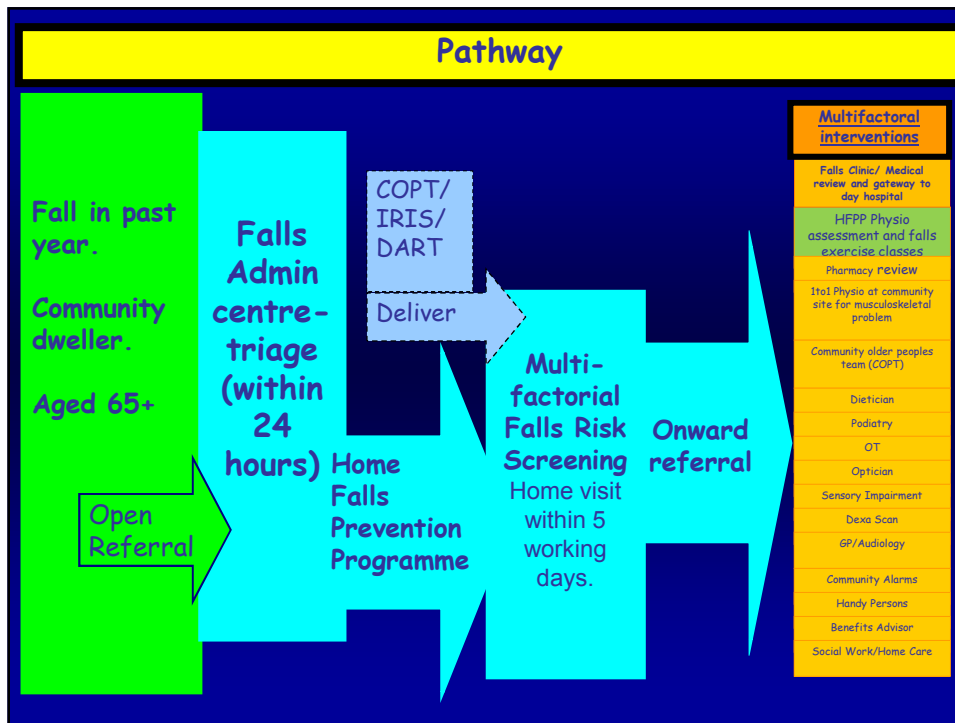 Pathway
Fall in past
year.
Community
dweller.
Aged 65+
Open
Referral
Falls
Admin
centre-
triage
(within
24
hours)
COPT/
IRIS/
DART
Deliver
Home
Falls
Prevention
Programme
Multi-
factorial
Falls Risk
Screening
Home visit
within 5
working
days.
Onward
referral
Multifactoral
interventions
Falls Clinic/ Medical
review and gateway to
day hospital
HFPP Physio
assessment and falls
exercise classes
Pharmacy review
1to1 Physio at community
site for musculoskeletal
problem
Community older peoples
team (COPT)
Dietician
Podiatry
OT
Optician
Sensory Impairment
Dexa Scan
GP/Audiology
Community Alarms
Handy Persons
Benefits Advisor
Social Work/Home Care